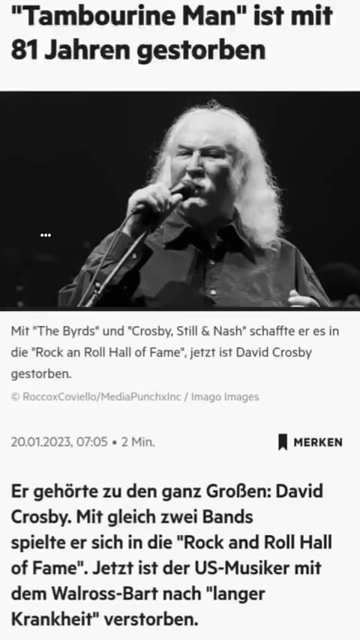 "Tambourine Man" ist mit
81 Jahren gestorben
Mit "The Byrds" und "Crosby, Still & Nash" schaffte er es in
die "Rock an Roll Hall of Fame", jetzt ist David Crosby
gestorben.
© RoccoxCoviello/MediaPunchxInc / Imago Images
20.01.2023, 07:05 • 2 Min.
MERKEN
Er gehörte zu den ganz Großen: David
Crosby. Mit gleich zwei Bands
spielte er sich in die "Rock and Roll Hall
of Fame". Jetzt ist der US-Musiker mit
dem Walross-Bart nach "langer
Krankheit" verstorben.